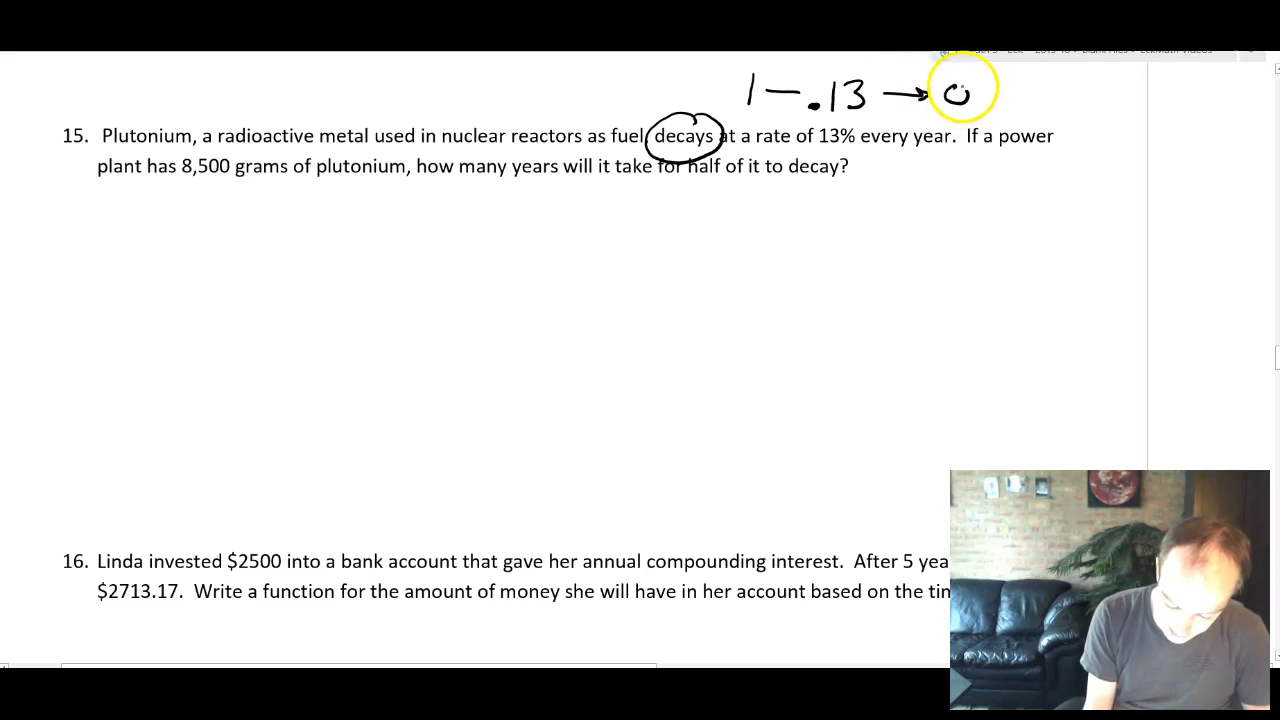 1 - .13 → 0
15. Plutonium, a radioactive metal used in nuclear reactors as fuel, decays at a rate of 13% every year. If a power
plant has 8,500 grams of plutonium, how many years will it take for half of it to decay?
16. Linda invested $2500 into a bank account that gave her annual compounding interest. After 5 yea
$2713.17. Write a function for the amount of money she will have in her account based on the tin